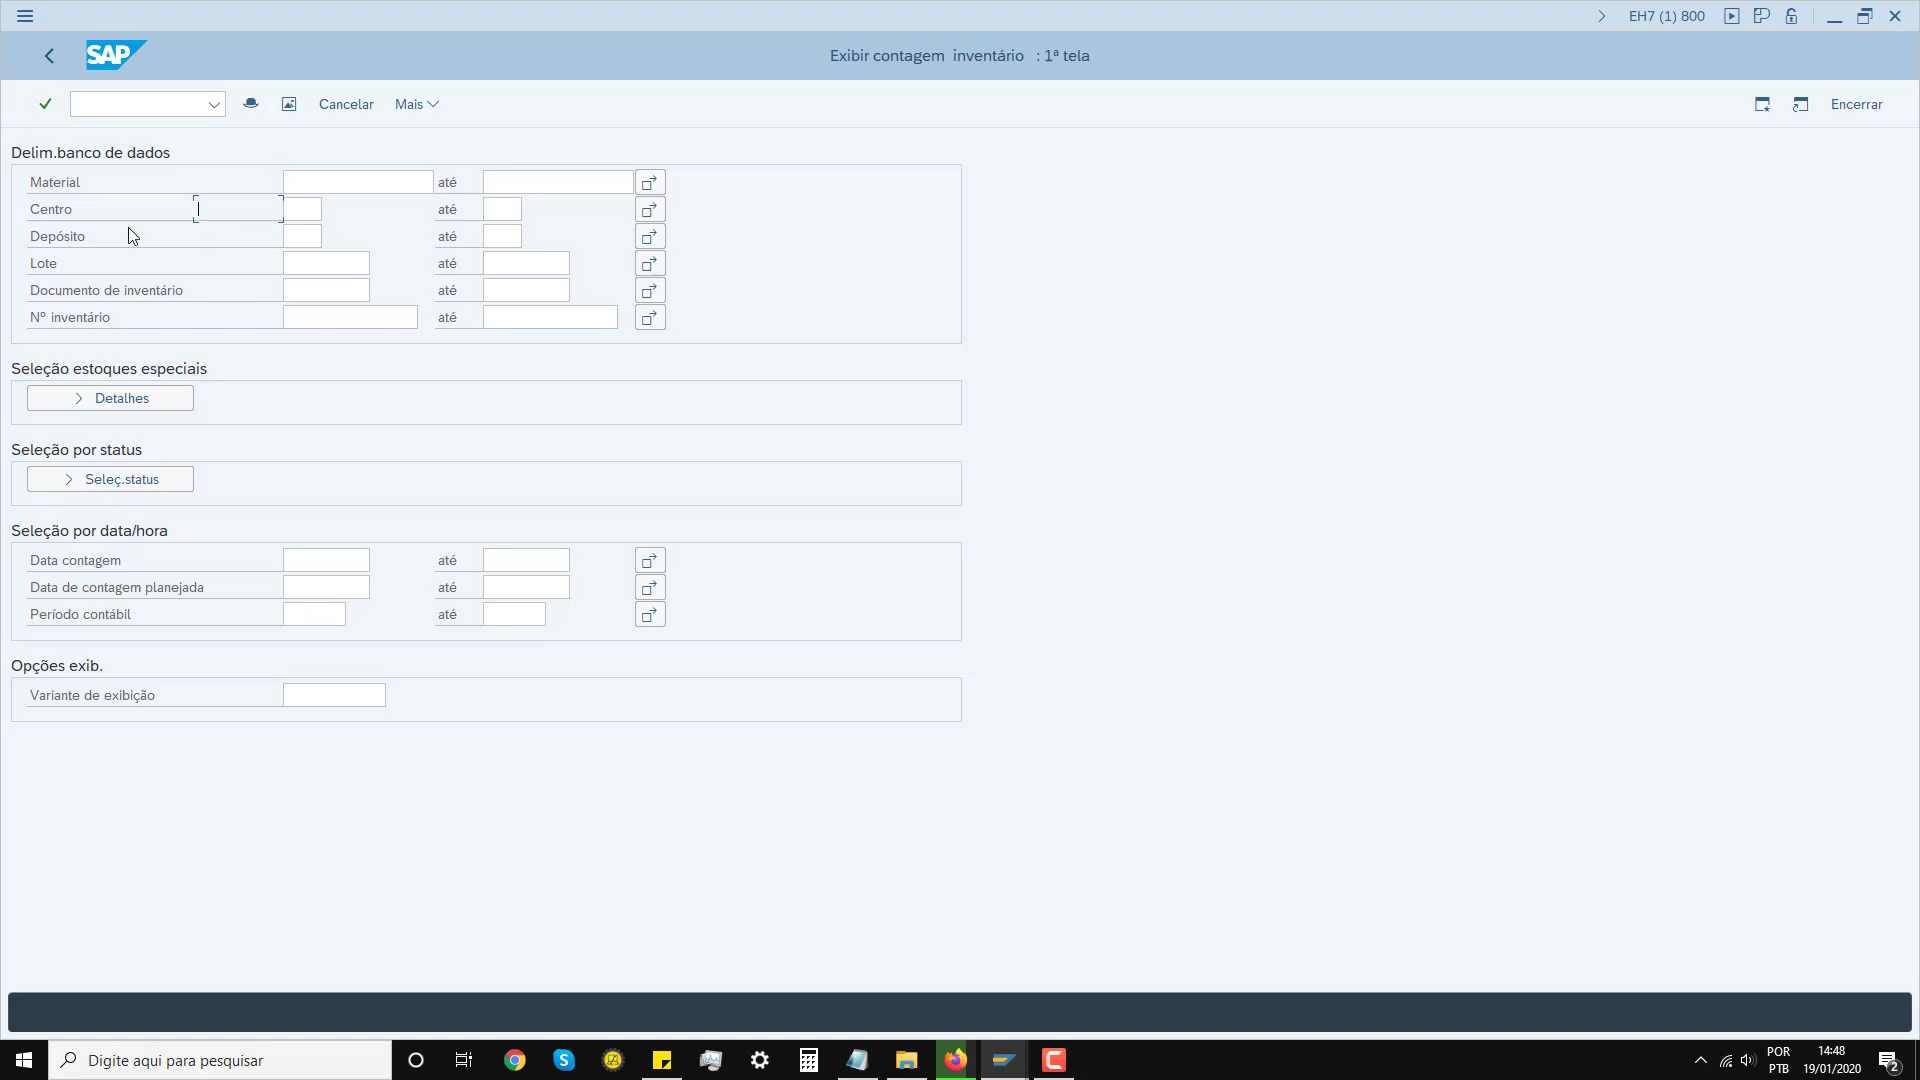 EH7 (1) 800
SAP
Exibir contagem inventário : 1ª tela
Cancelar Mais Encerrar
Delim.banco de dados
Material até
Centro até
Depósito até
Lote até
Documento de inventário até
Nº inventário até
Seleção estoques especiais
Detalhes
Seleção por status
Seleç.status
Seleção por data/hora
Data contagem até
Data de contagem planejada até
Período contábil até
Opções exib.
Variante de exibição
Digite aqui para pesquisar
POR
PTB
14:48
19/01/2020
2